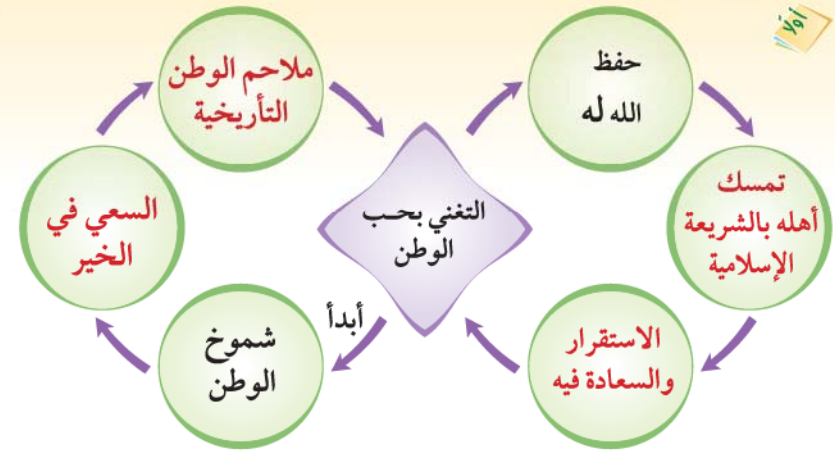 أولًا
حفظ
الله له
تمسك
أهله بالشريعة
الإسلامية
الاستقرار
والسعادة فيه
التغني بحب
الوطن
أبدأ
شموخ
الوطن
السعي في
الخير
ملاحم الوطن
التأريخية